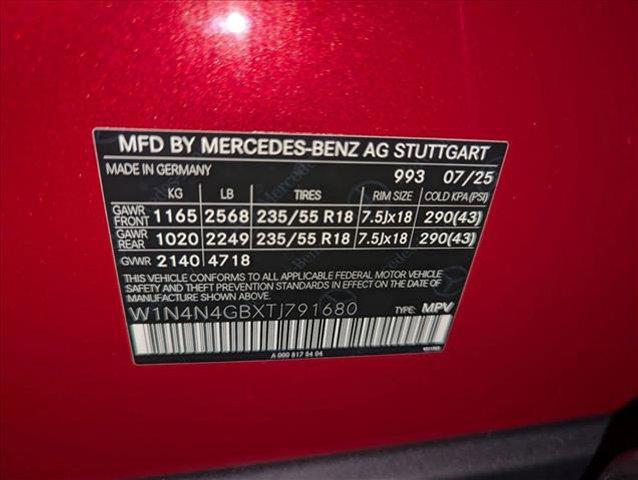 MFD BY MERCEDES-BENZ AG STUTTGART
MADE IN GERMANY 993 07/25
KG LB TIRES RIM SIZE COLD KPA(PSI)
GAWR FRONT 1165 2568 235/55 R18 7.5Jx18 290(43)
GAWR REAR 1020 2249 235/55 R18 7.5Jx18 290(43)
GVWR 2140 4718
THIS VEHICLE CONFORMS TO ALL APPLICABLE FEDERAL MOTOR VEHICLE
SAFETY AND THEFT PREVENTION STANDARDS IN EFFECT ON THE DATE OF
MANUFACTURE SHOWN ABOVE.
W1N4N4GBXTJ791680 TYPE: MPV
A 000 817 84 04